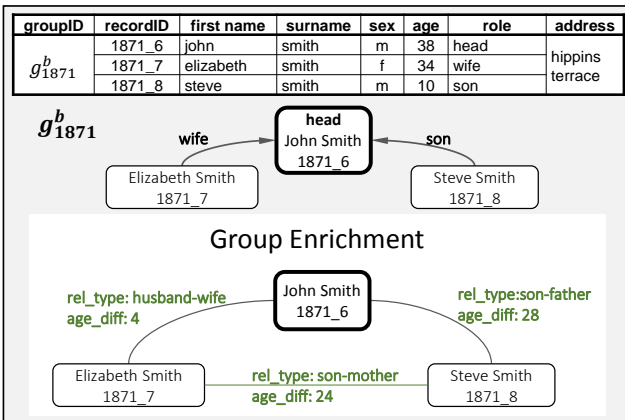 groupID recordID first name surname sex age role address
g^b_1871 1871_6 john smith m 38 head hippins terrace
1871_7 elizabeth smith f 34 wife
1871_8 steve smith m 10 son
g^b_1871
head
John Smith
1871_6
wife
son
Elizabeth Smith
1871_7
Steve Smith
1871_8
Group Enrichment
rel_type: husband-wife
age_diff: 4
John Smith
1871_6
rel_type:son-father
age_diff: 28
Elizabeth Smith
1871_7
rel_type: son-mother
age_diff: 24
Steve Smith
1871_8